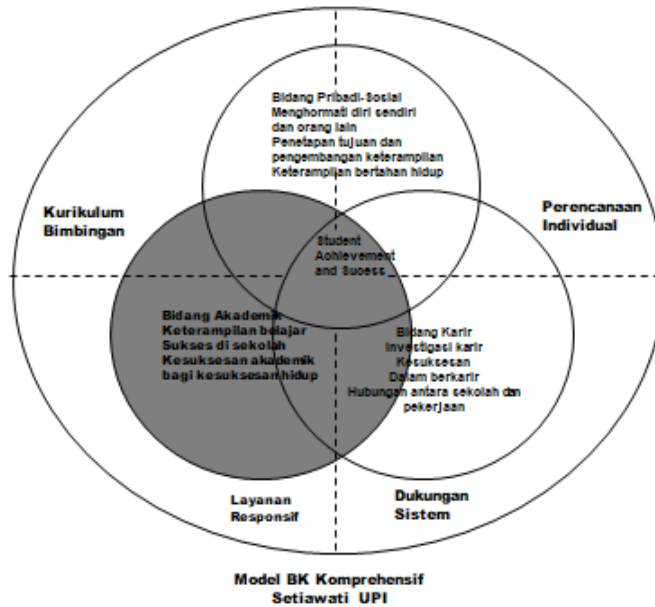 Bidang Pribadi-Sosial
Menghormati diri sendiri
dan orang lain
Penetapan tujuan dan
pengembangan keterampilan
Keterampilan bertahan hidup
Kurikulum
Bimbingan
Perencanaan
Individual
Student
Achievement
and Sucess
Bidang Akademik
Keterampilan belajar
Sukses di sekolah
Kesuksesan akademik
bagi kesuksesan hidup
Bidang Karir
Investigasi karir
Kesuksesan
Dalam berkarir
Hubungan antara sekolah dan
pekerjaan
Layanan
Responsif
Dukungan
Sistem
Model BK Komprehensif
Setiawati UPI